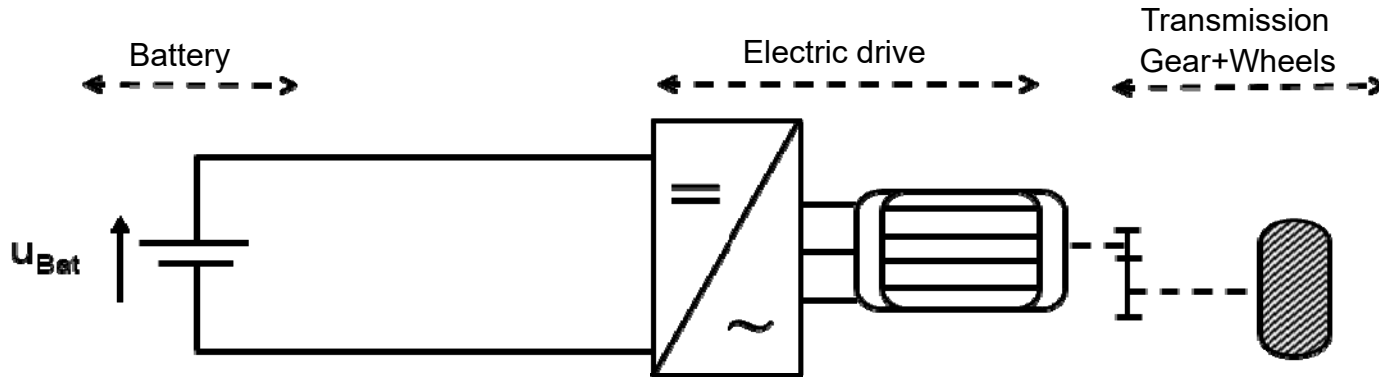 Battery
Electric drive
Transmission
Gear+Wheels
uBat